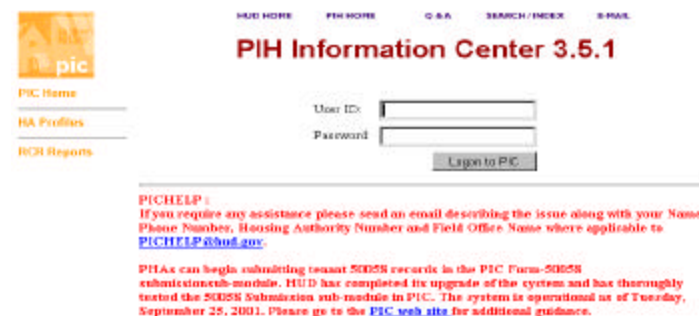 HUD HOME PIH HOME Q & A SEARCH / INDEX E-MAIL
PIH Information Center 3.5.1
pic
PIC Home
HA Profiles
RCR Reports
User ID:
Password
Logon to PIC
PICHELP :
If you require any assistance please send an email describing the issue along with your Name
Phone Number, Housing Authority Number and Field Office Name where applicable to
PICHELP@hud.gov.
PHAs can begin submitting tenant 50058 records in the PIC Form-50058
submissionsub-module. HUD has completed its upgrade of the system and has thoroughly
tested the 50058 Submission sub-module in PIC. The system is operational as of Tuesday,
September 25, 2001. Please go to the PIC web site for additional guidance.